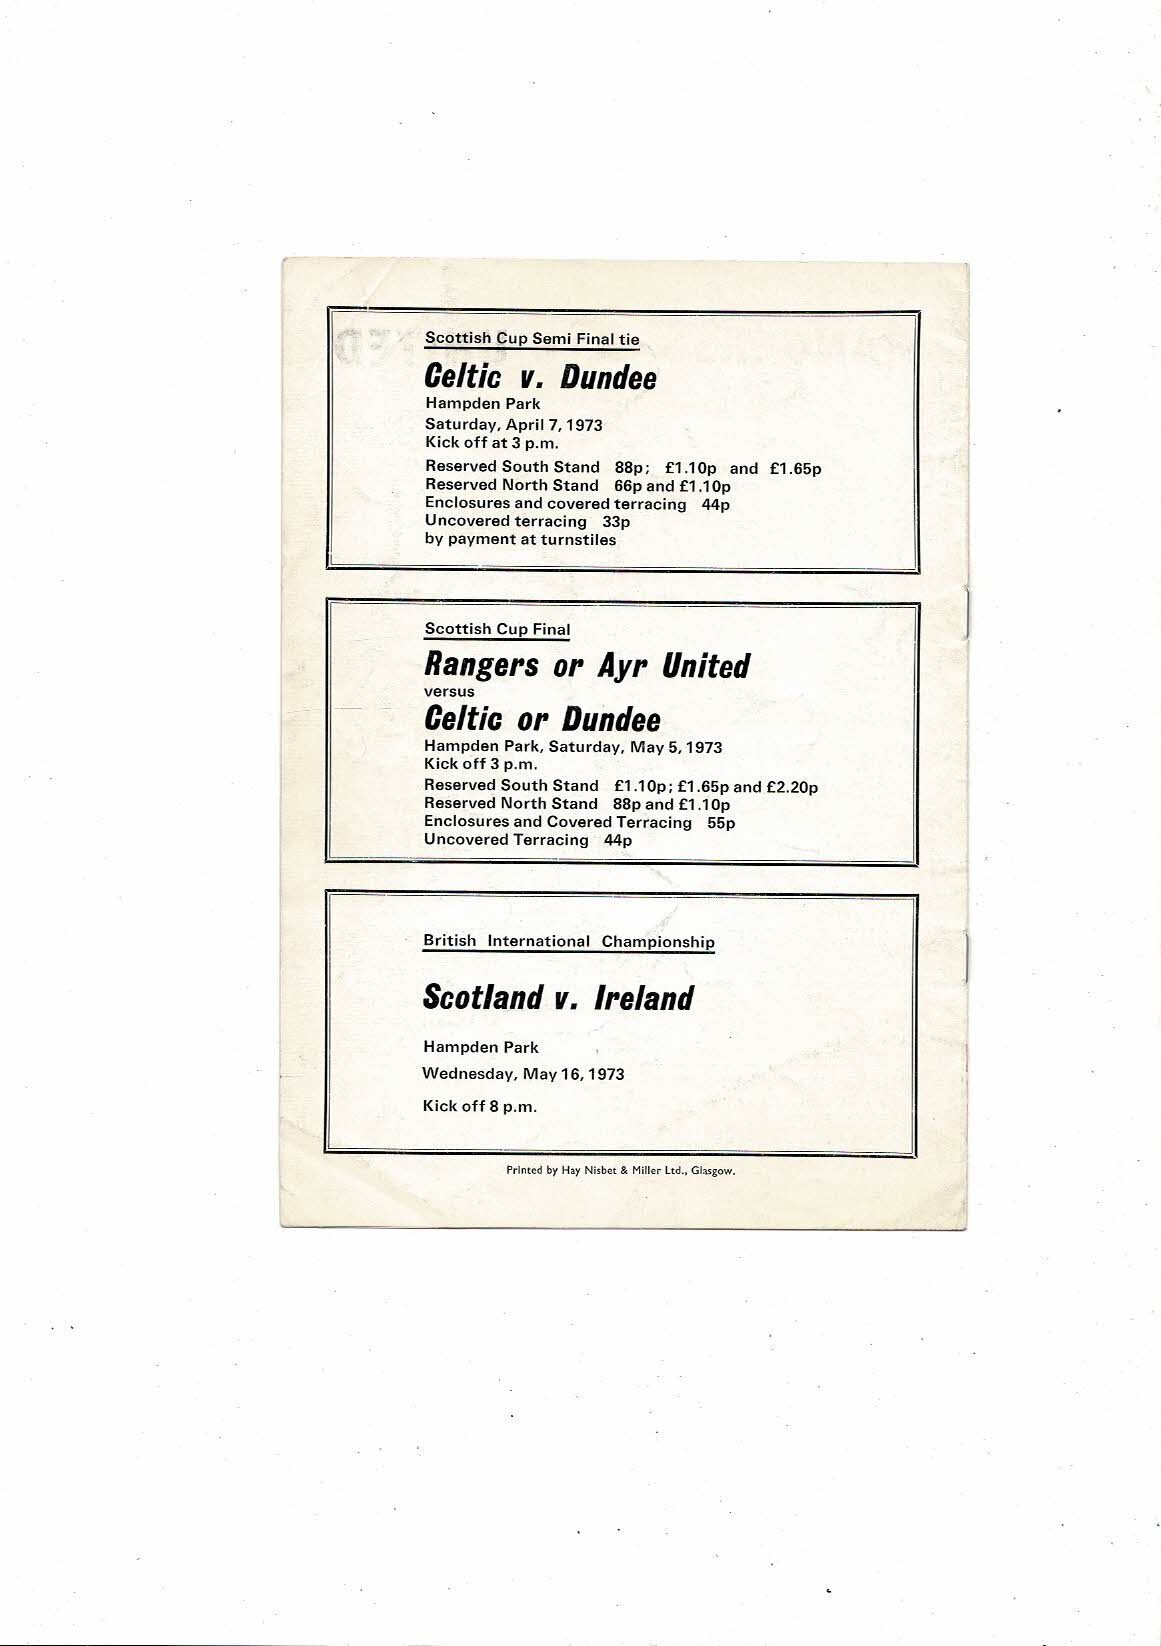 Scottish Cup Semi Final tie
Celtic v. Dundee
Hampden Park
Saturday, April 7, 1973
Kick off at 3 p.m.
Reserved South Stand 88p; £1.10p and £1.65p
Reserved North Stand 66p and £1.10p
Enclosures and covered terracing 44p
Uncovered terracing 33p
by payment at turnstiles
Scottish Cup Final
Rangers or Ayr United
versus
Celtic or Dundee
Hampden Park, Saturday, May 5, 1973
Kick off 3 p.m.
Reserved South Stand £1.10p; £1.65p and £2.20p
Reserved North Stand 88p and £1.10p
Enclosures and Covered Terracing 55p
Uncovered Terracing 44p
British International Championship
Scotland v. Ireland
Hampden Park
Wednesday, May 16, 1973
Kick off 8 p.m.
Printed by Hay Nisbet & Miller Ltd., Glasgow.